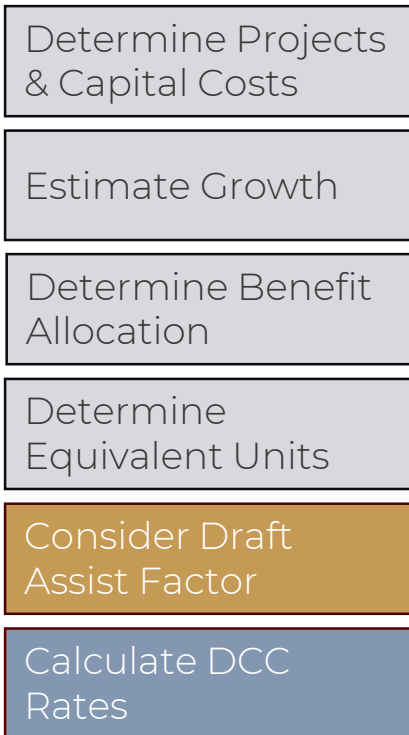 Determine Projects
& Capital Costs
Estimate Growth
Determine Benefit
Allocation
Determine
Equivalent Units
Consider Draft
Assist Factor
Calculate DCC
Rates